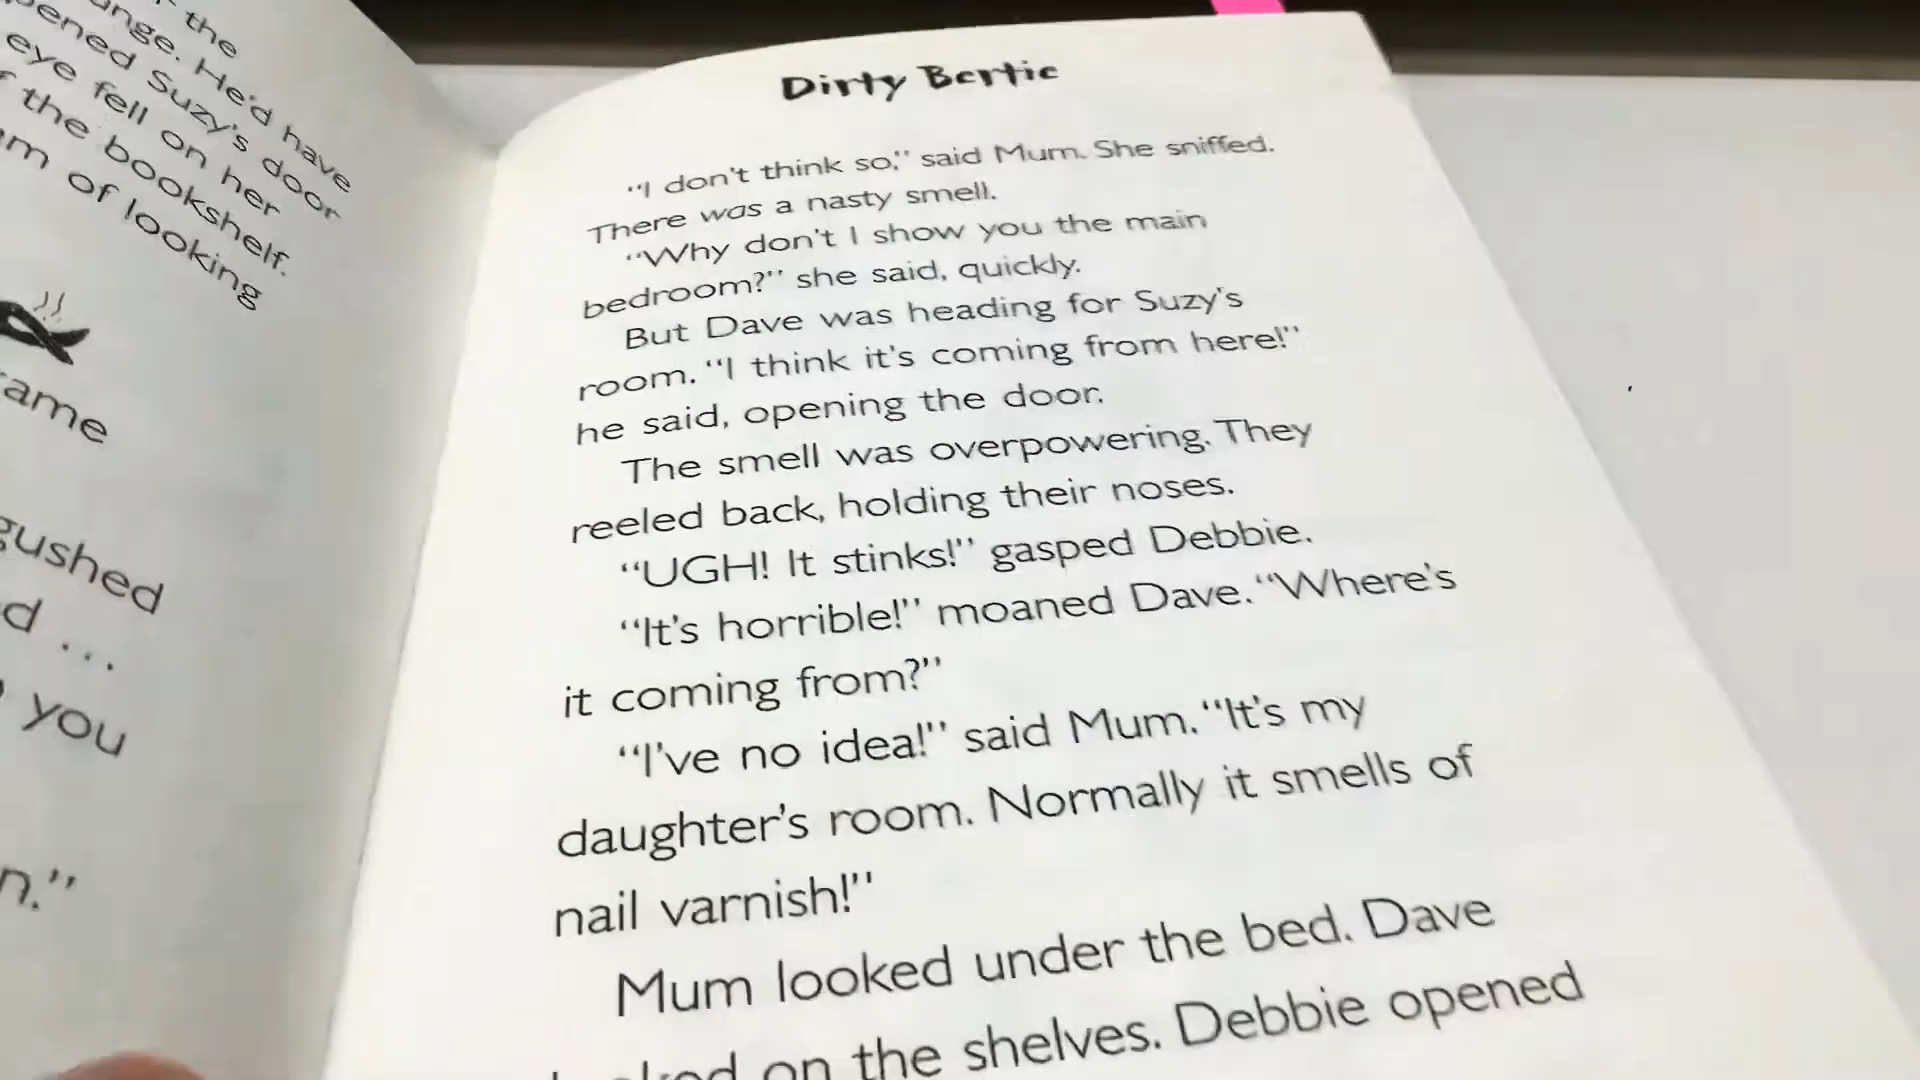 the
unge. He'd have
ened Suzy's door
eye fell on her
the bookshelf.
of looking
gushed
d ...
you
n."
Dirty Bertie
"I don't think so," said Mum. She sniffed.
There was a nasty smell.
"Why don't I show you the main
bedroom?" she said, quickly.
But Dave was heading for Suzy's
room. "I think it's coming from here!"
he said, opening the door.
The smell was overpowering. They
reeled back, holding their noses.
"UGH! It stinks!" gasped Debbie.
"It's horrible!" moaned Dave. "Where's
it coming from?"
"I've no idea!" said Mum. "It's my
daughter's room. Normally it smells of
nail varnish!"
Mum looked under the bed. Dave
on the shelves. Debbie opened